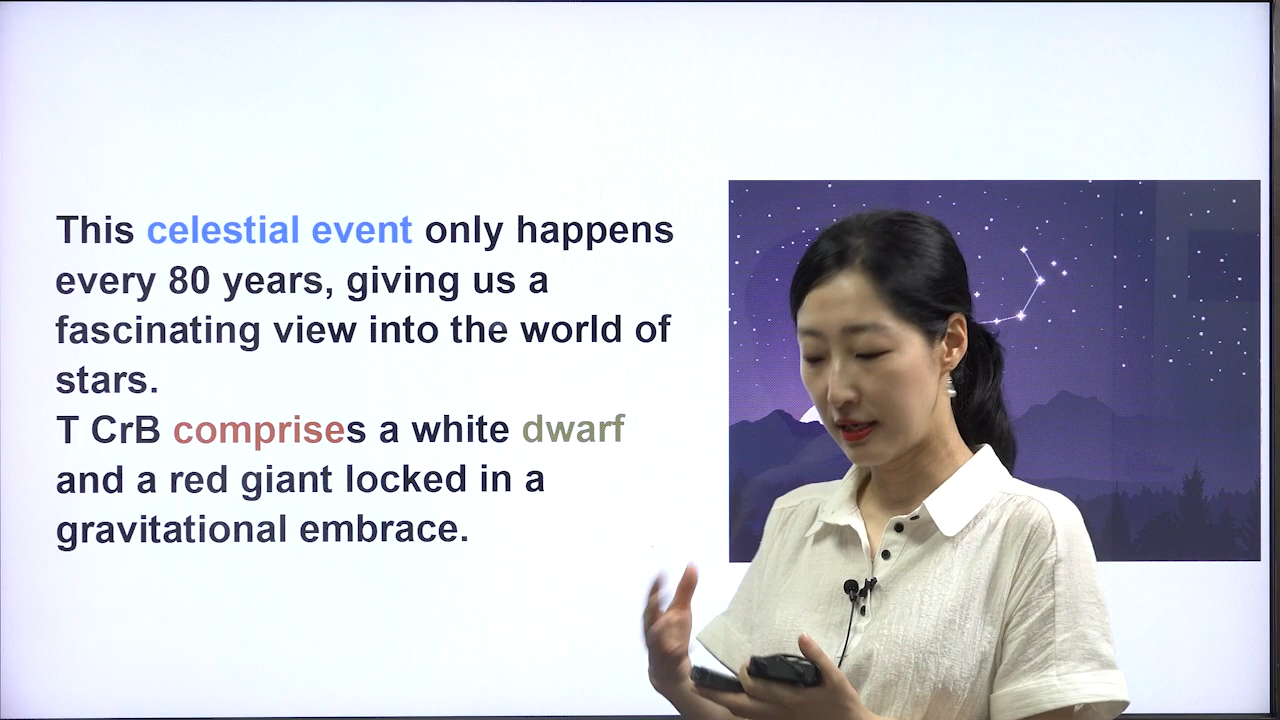 This celestial event only happens
every 80 years, giving us a
fascinating view into the world of
stars.
T CrB comprises a white dwarf
and a red giant locked in a
gravitational embrace.